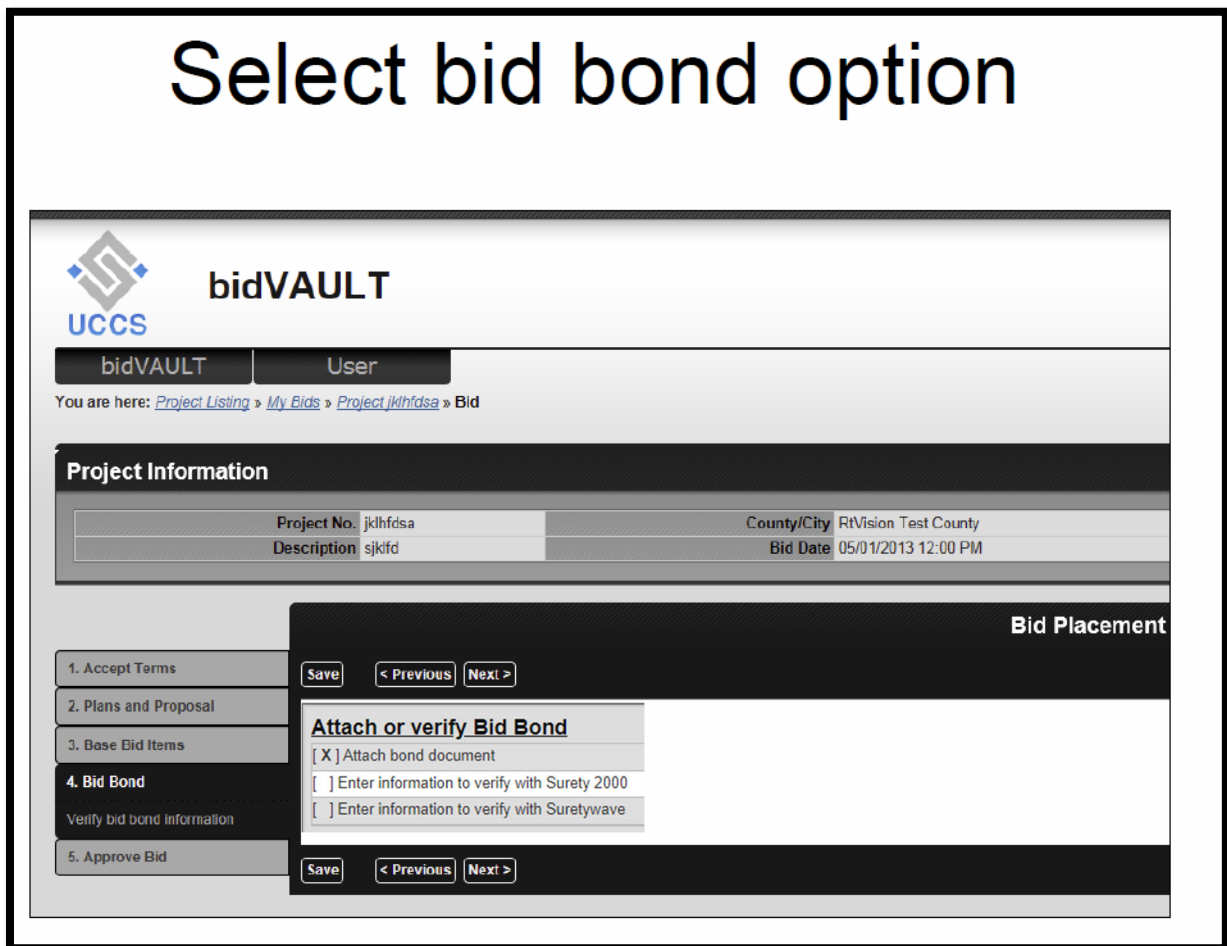 Select bid bond option
UCCS
bidVAULT
bidVAULT User
You are here: Project Listing » My Bids » Project jklhfdsa » Bid
Project Information
Project No. jklhfdsa County/City RtVision Test County
Description sjklfd Bid Date 05/01/2013 12:00 PM
Bid Placement
1. Accept Terms
2. Plans and Proposal
3. Base Bid Items
4. Bid Bond
Verify bid bond information
5. Approve Bid
Save < Previous Next >
Attach or verify Bid Bond
[ X ] Attach bond document
[ ] Enter information to verify with Surety 2000
[ ] Enter information to verify with Suretywave
Save < Previous Next >